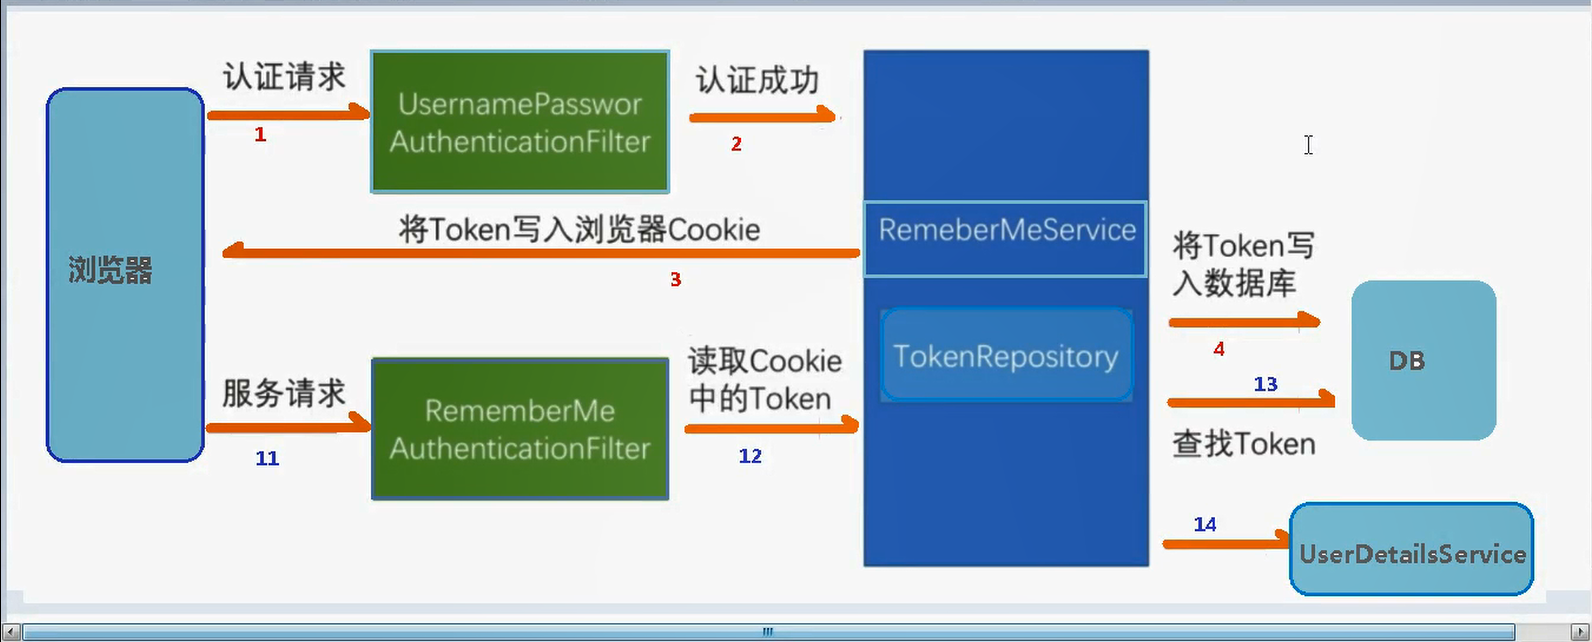 认证请求
1
UsernamePasswor
AuthenticationFilter
认证成功
2
浏览器
将Token写入浏览器Cookie
3
RemeberMeService
TokenRepository
将Token写
入数据库
4
DB
服务请求
11
RememberMe
AuthenticationFilter
读取Cookie
中的Token
12
13
查找Token
14
UserDetailsService